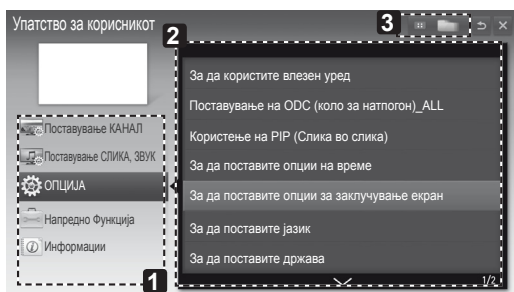 Упатство за корисникот
2
3
За да користите влезен уред
Поставување на ODC (коло за натпогон)_ALL
Користење на PIP (Слика во слика)
За да поставите опции на време
За да поставите опции за заклучување екран
За да поставите јазик
За да поставите држава
1/2
Поставување КАНАЛ
Поставување СЛИКА, ЗВУК
ОПЦИЈА
Напредно Функција
Информации
1